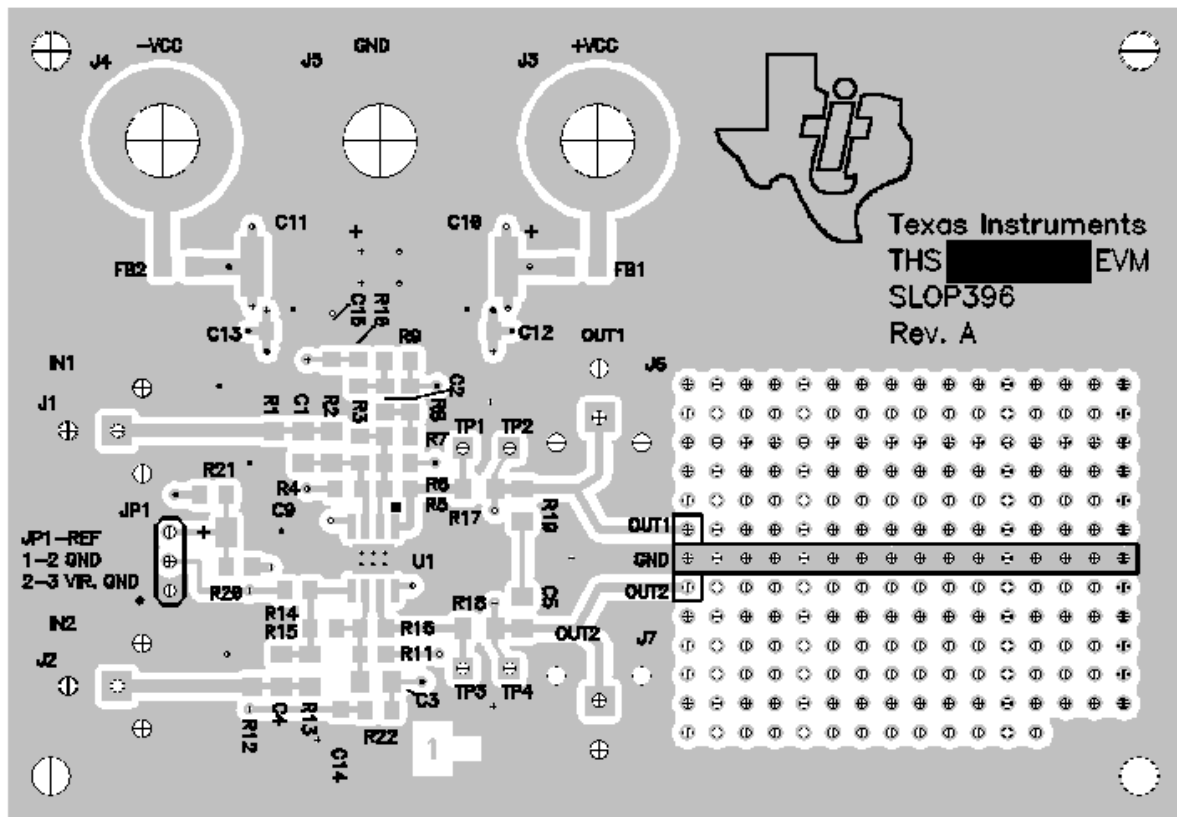 -VCC GND +VCC
J4 J5 J3
C11 C10
Texas Instruments
THS EVM
SLOP396
Rev. A
FB2 FB1
C15 R18
C13 C12 OUT1
R9
IN1 J6
C2
J1 R1 C1 R2 R3 R8 TP1 TP2
R7
R21 R4 R6
R5
JP1 C9 R17 R19
OUT1
JP1-REF
1-2 GND
2-3 VIR. GND
U1 GND
R20 OUT2
R14 R18 C5
IN2 R15 R16 OUT2
J2 R11 J7
C3 TP3 TP4
R12 C4 R13 R22 1
C14